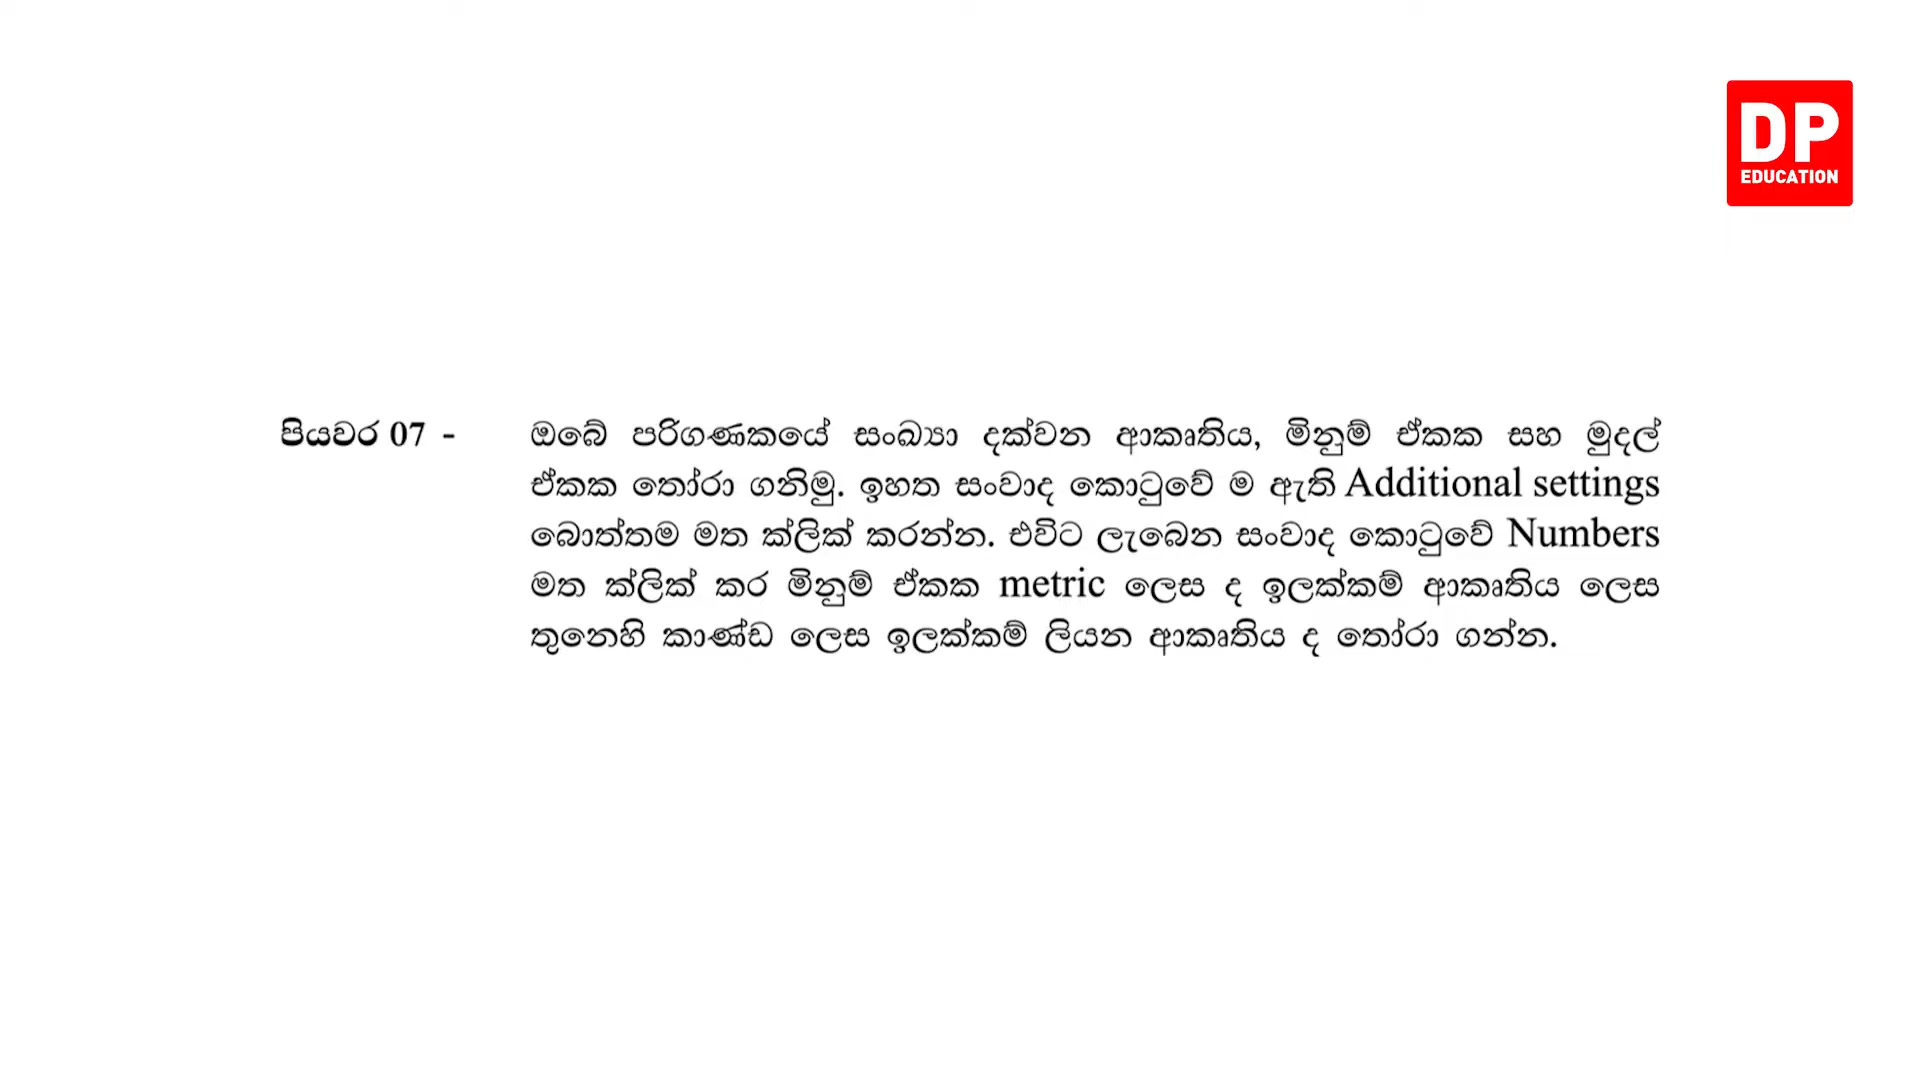 DP
EDUCATION
පියවර 07 - ඔබේ පරිගණකයේ සංඛ්‍යා දක්වන ආකෘතිය, මිනුම් ඒකක සහ මුදල්
ඒකක තෝරා ගනිමු. ඉහත සංවාද කොටුවේ ම ඇති Additional settings
බොත්තම මත ක්ලික් කරන්න. එවිට ලැබෙන සංවාද කොටුවේ Numbers
මත ක්ලික් කර මිනුම් ඒකක metric ලෙස ද ඉලක්කම් ආකෘතිය ලෙස
තුනෙහි කාණ්ඩ ලෙස ඉලක්කම් ලියන ආකෘතිය ද තෝරා ගන්න.